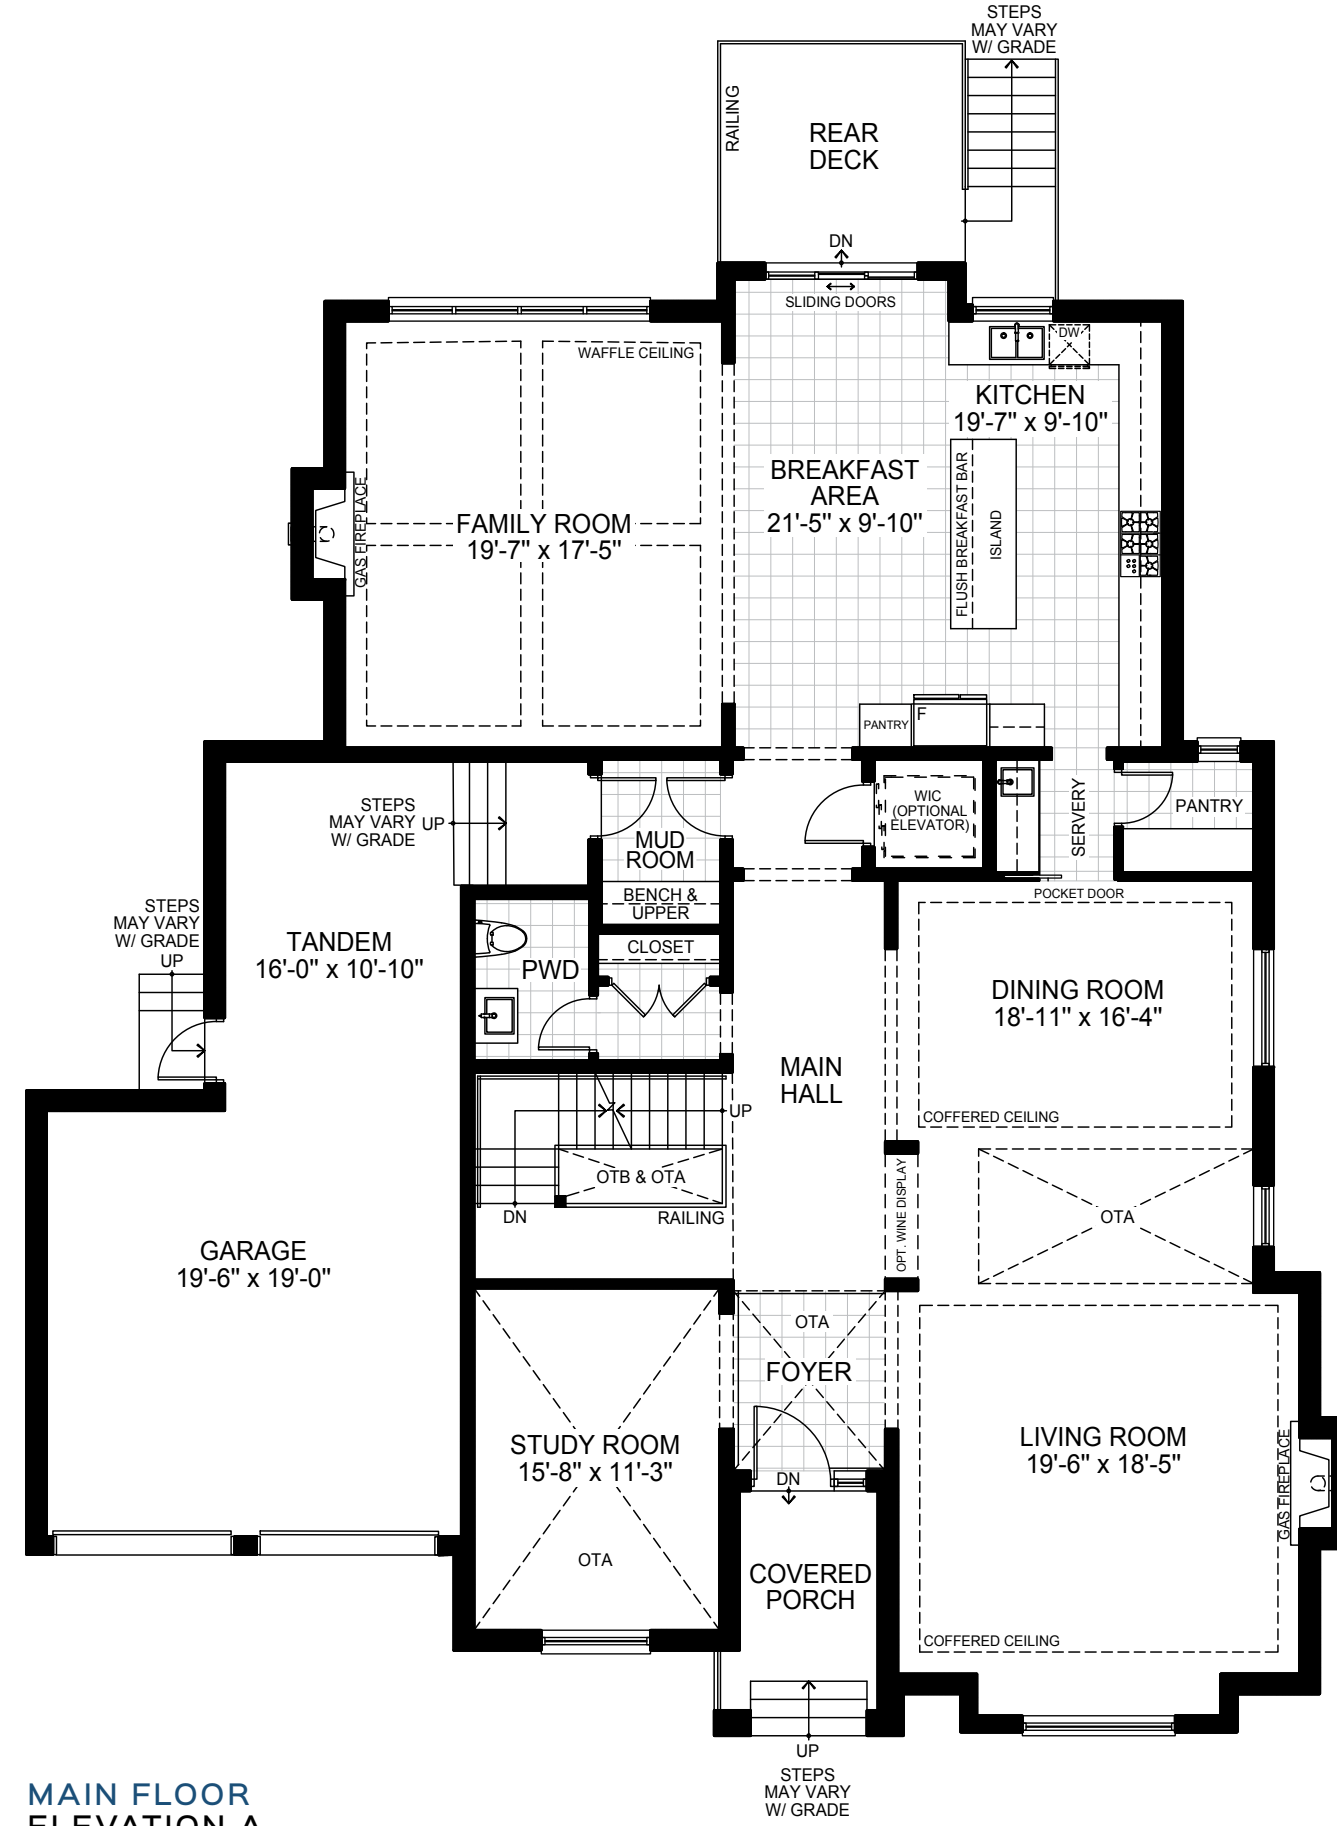 STEPS
MAY VARY
W/ GRADE
RAILING
REAR
DECK
DN
SLIDING DOORS
DW
WAFFLE CEILING
KITCHEN
19'-7" x 9'-10"
BREAKFAST
AREA
21'-5" x 9'-10"
FLUSH BREAKFAST BAR
ISLAND
GAS FIREPLACE
FAMILY ROOM
19'-7" x 17'-5"
PANTRY
F
STEPS
MAY VARY
W/ GRADE
UP
MUD
ROOM
BENCH &
UPPER
WIC
(OPTIONAL
ELEVATOR)
SERVERY
PANTRY
POCKET DOOR
STEPS
MAY VARY
W/ GRADE
UP
TANDEM
16'-0" x 10'-10"
PWD
CLOSET
DINING ROOM
18'-11" x 16'-4"
COFFERED CEILING
MAIN
HALL
UP
OTB & OTA
DN
RAILING
OPT. WINE DISPLAY
OTA
GARAGE
19'-6" x 19'-0"
OTA
FOYER
STUDY ROOM
15'-8" x 11'-3"
OTA
DN
LIVING ROOM
19'-6" x 18'-5"
GAS FIREPLACE
COFFERED CEILING
COVERED
PORCH
UP
STEPS
MAY VARY
W/ GRADE
MAIN FLOOR
ELEVATION A